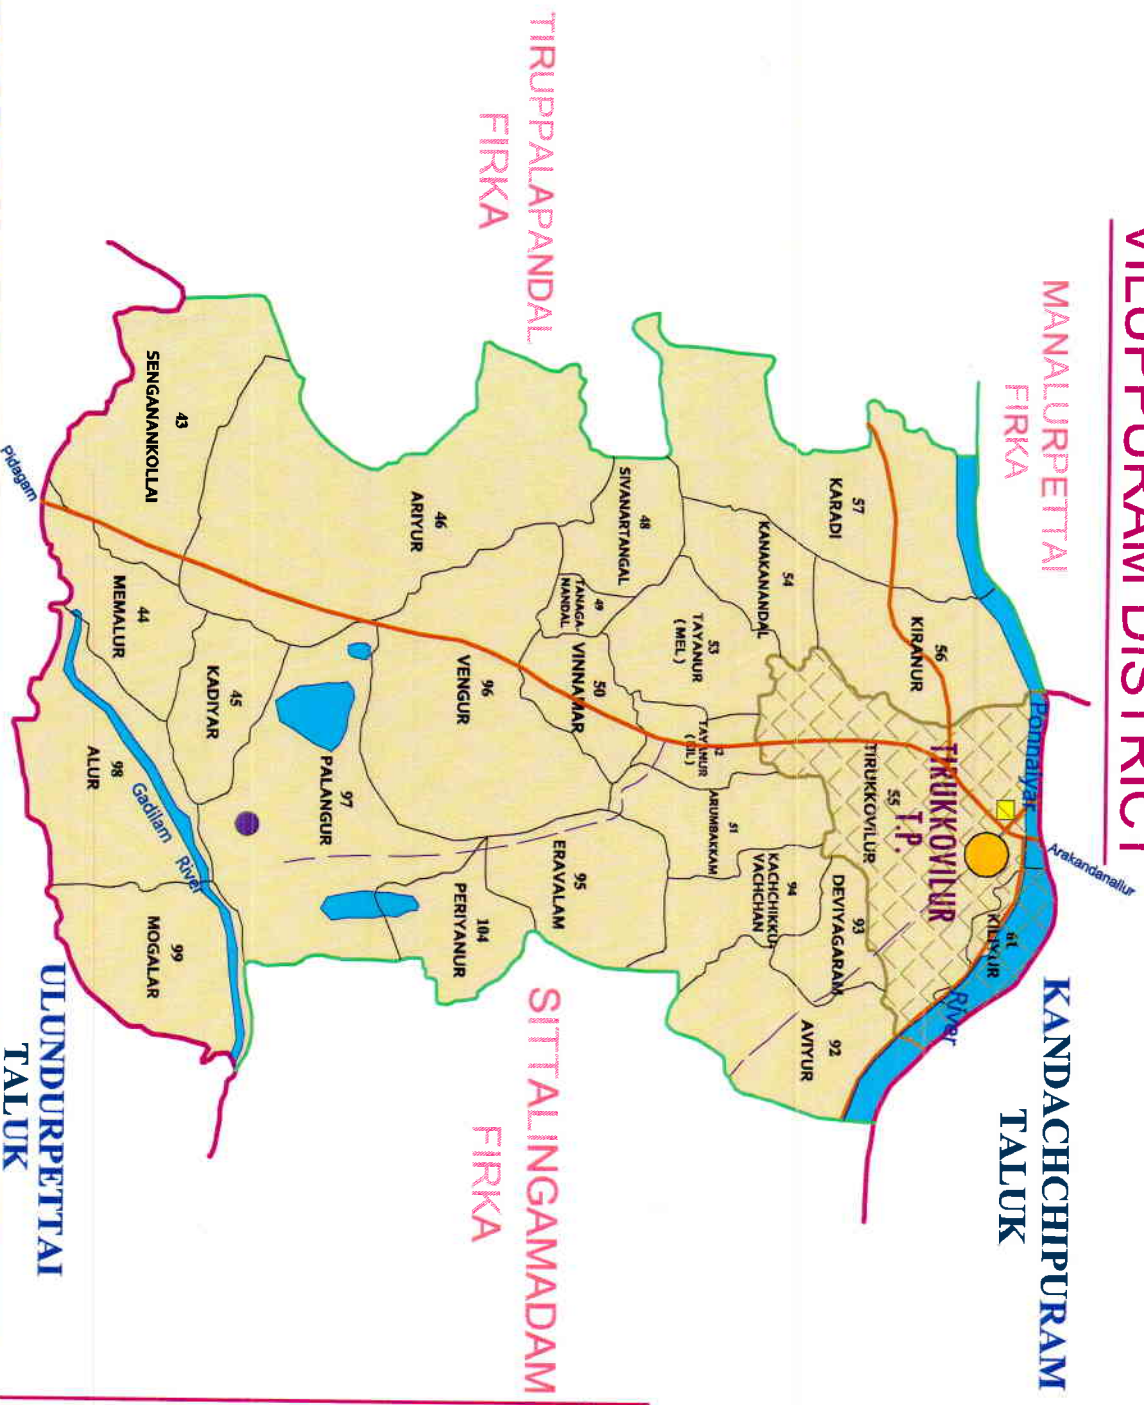 VILUPPURAM DISTRICT
MANALURPETTAI
FIRKA
KANDACHCHIPURAM
TALUK
Arakandanallur
Ponnaiyar
River
61
KILIYUR
TIRUKKOVILUR
T.P.
55
TIRUKKOVILUR
56
KIRANUR
57
KARADI
93
DEVIYAGARAM
92
AVIYUR
54
KANAKANANDAL
94
KACHCHIKKU-
VACHCHAN
53
TAYANUR
(MEL)
TAYANUR
51
ARUMBAKKAM
48
SIVANARTANGAL
49
TANAGA-
NANDAL
50
VINNAMAR
TIRUPPALAPANDAL
FIRKA
95
ERAVALAM
SITTALINGAMADAM
FIRKA
96
VENGUR
104
PERIYANUR
46
ARIYUR
97
PALANGUR
45
KADIYAR
43
SENGANANKOLLAI
44
MEMALUR
Gadilam River
99
MOGALAR
98
ALUR
Pidagam
ULUNDURPETTAI
TALUK